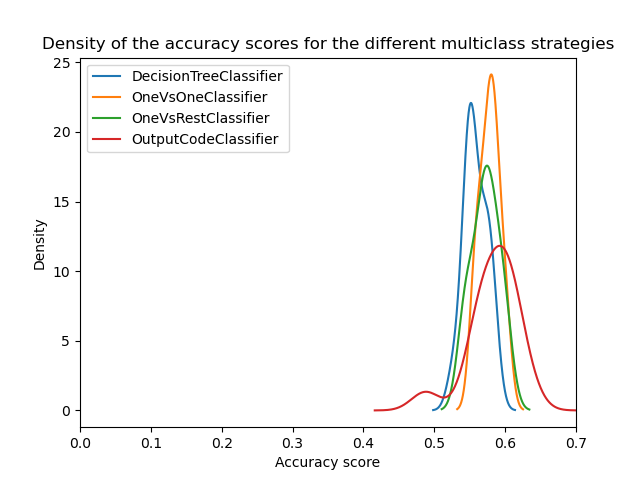 Density of the accuracy scores for the different multiclass strategies
25
20
15
10
5
0
Density
DecisionTreeClassifier
OneVsOneClassifier
OneVsRestClassifier
OutputCodeClassifier
0.0 0.1 0.2 0.3 0.4 0.5 0.6 0.7
Accuracy score